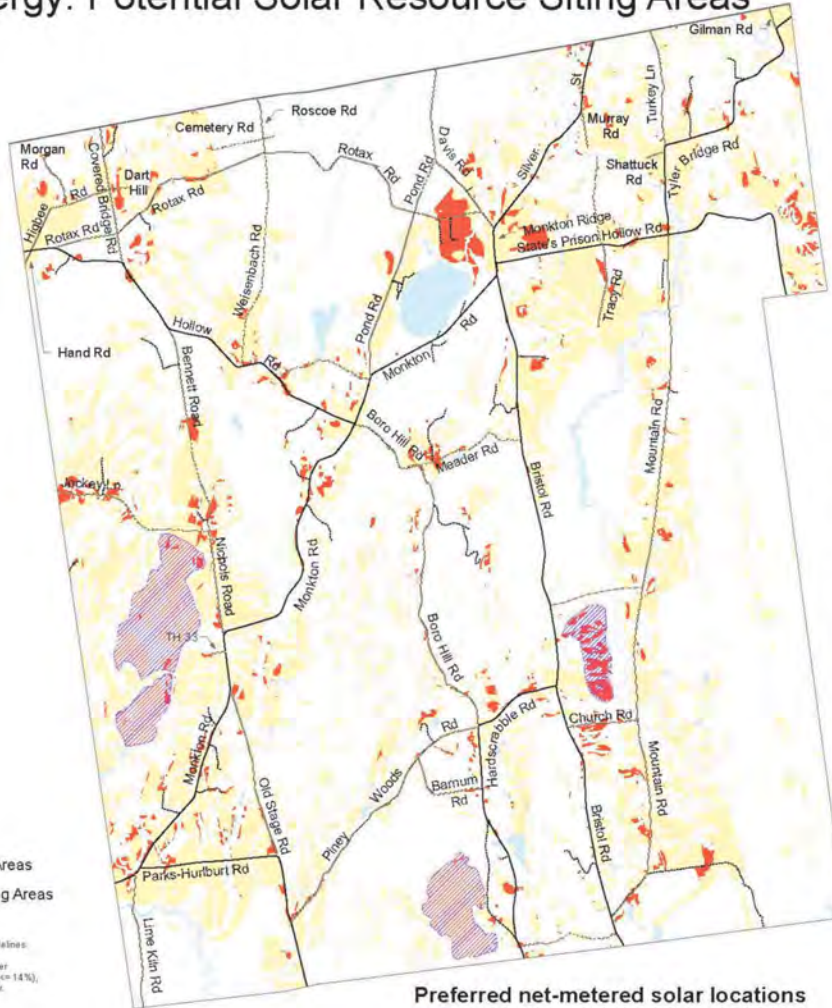 ergy: Potential Solar Resource Siting Areas
Gilman Rd
Roscoe Rd
Cemetery Rd
Morgan
Rd
Covered Bridge Rd
Dart
Hill
Higbee
Rd
Rotax Rd
Rotax Rd
Rotax
Rd
Pond Rd
Davis Rd
Silver
St
Murray
Rd
Turkey Ln
Shattuck
Rd
Tyler Bridge Rd
Monkton Ridge
State's Prison Hollow Rd
Tracy Rd
Weisenbach Rd
Hand Rd
Hollow
Rd
Pond Rd
Monkton
Rd
Bennett Road
Boro Hill Rd
Meader Rd
Mountain Rd
Bristol Rd
Jockey Ln
Nichols Road
Monkton Rd
TH 33
Boro Hill Rd
Church Rd
Hardscrabble Rd
Monkton Rd
Old Stage Rd
Piney
Woods
Rd
Barnum
Rd
Bristol Rd
Mountain Rd
Areas
g Areas
Parks-Hurlburt Rd
Lime Kiln Rd
elines
er
<=14%),
Preferred net-metered solar locations